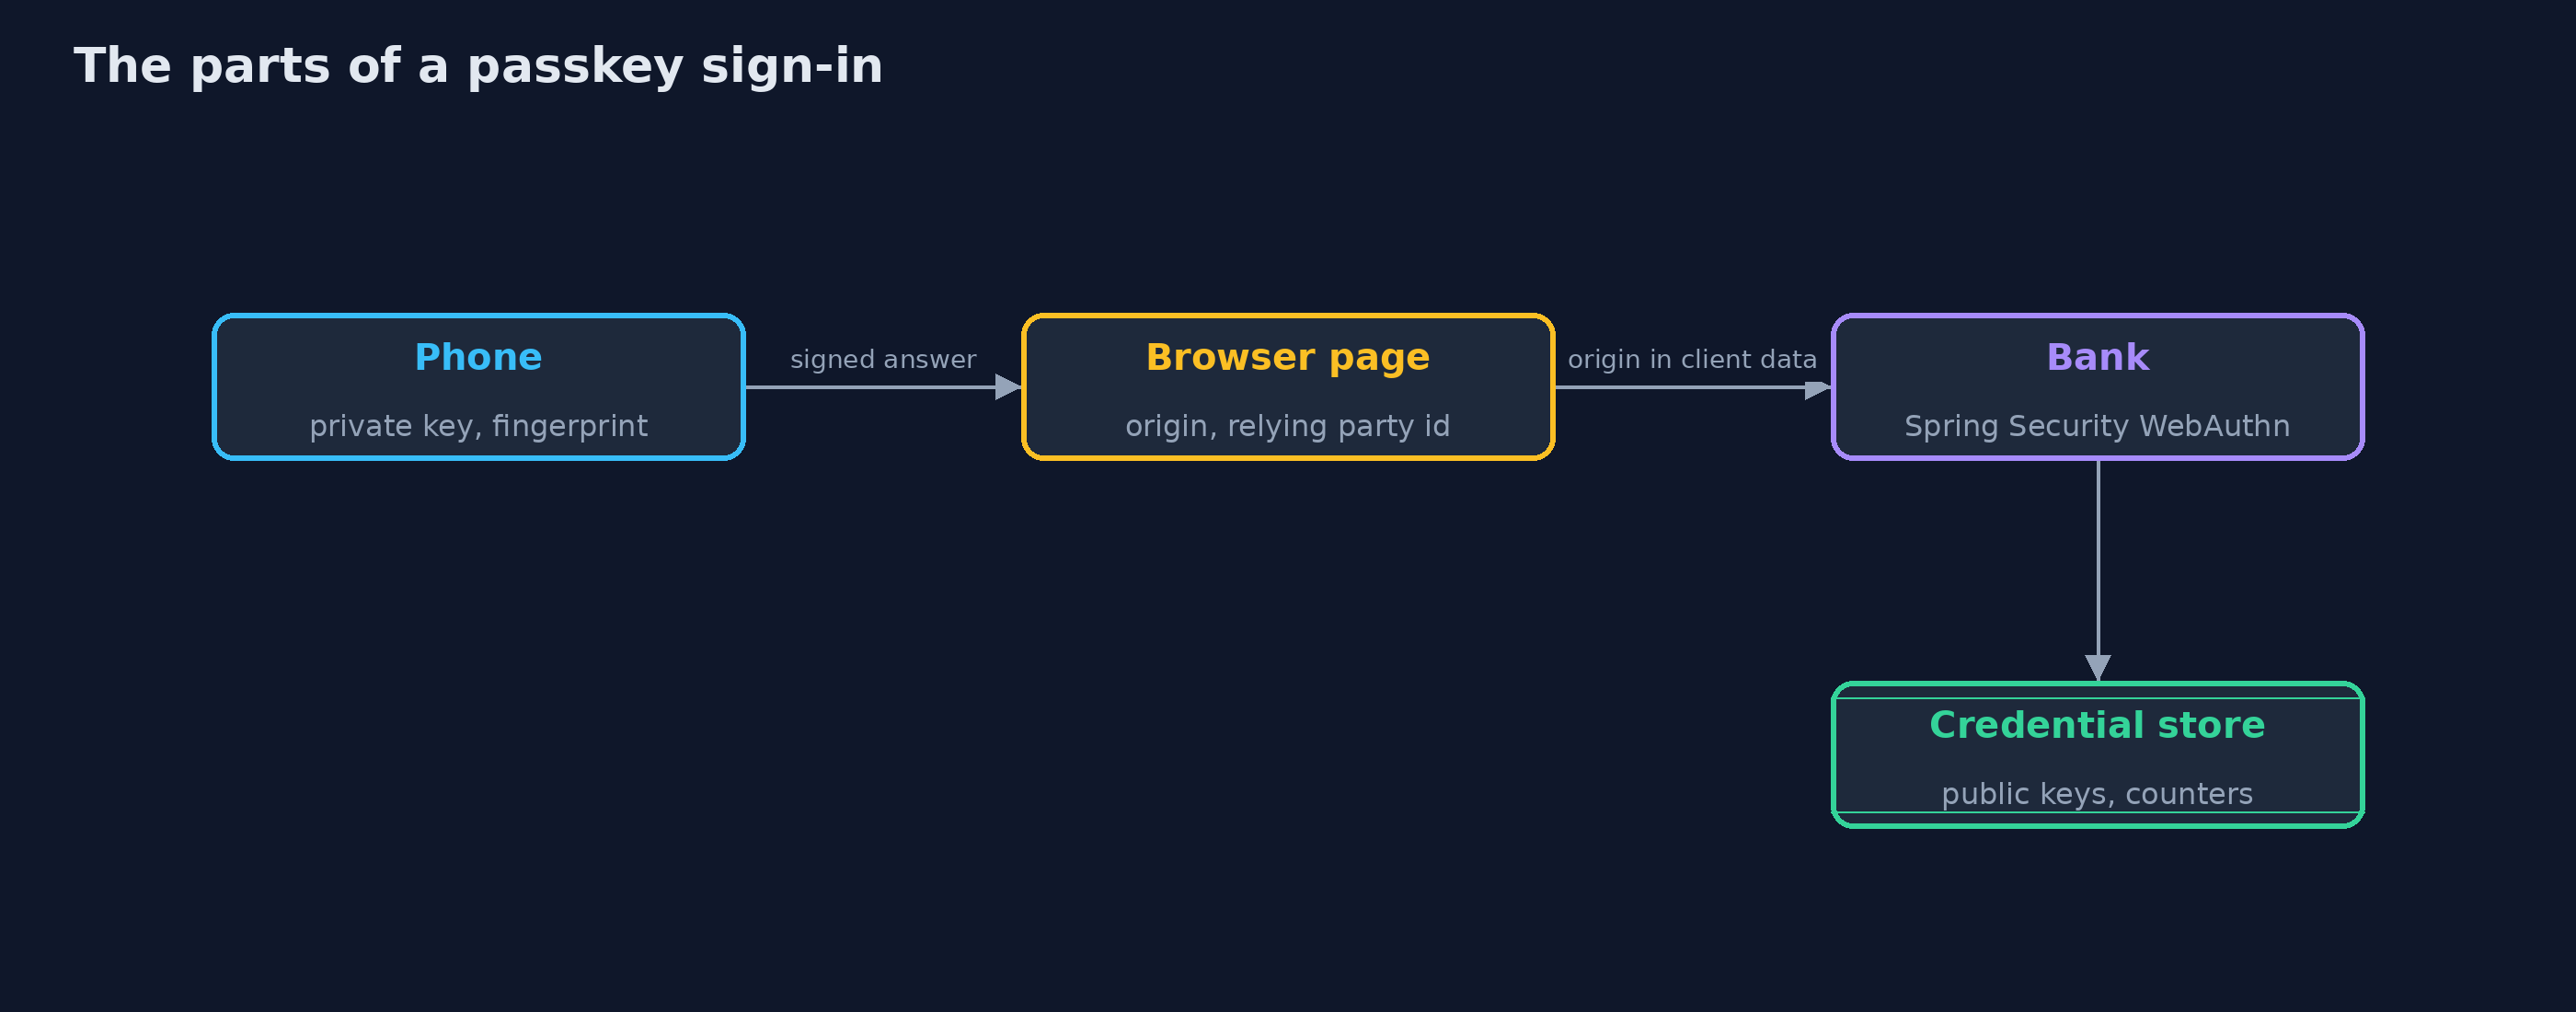 The parts of a passkey sign-in
Phone
private key, fingerprint
signed answer
Browser page
origin, relying party id
origin in client data
Bank
Spring Security WebAuthn
Credential store
public keys, counters